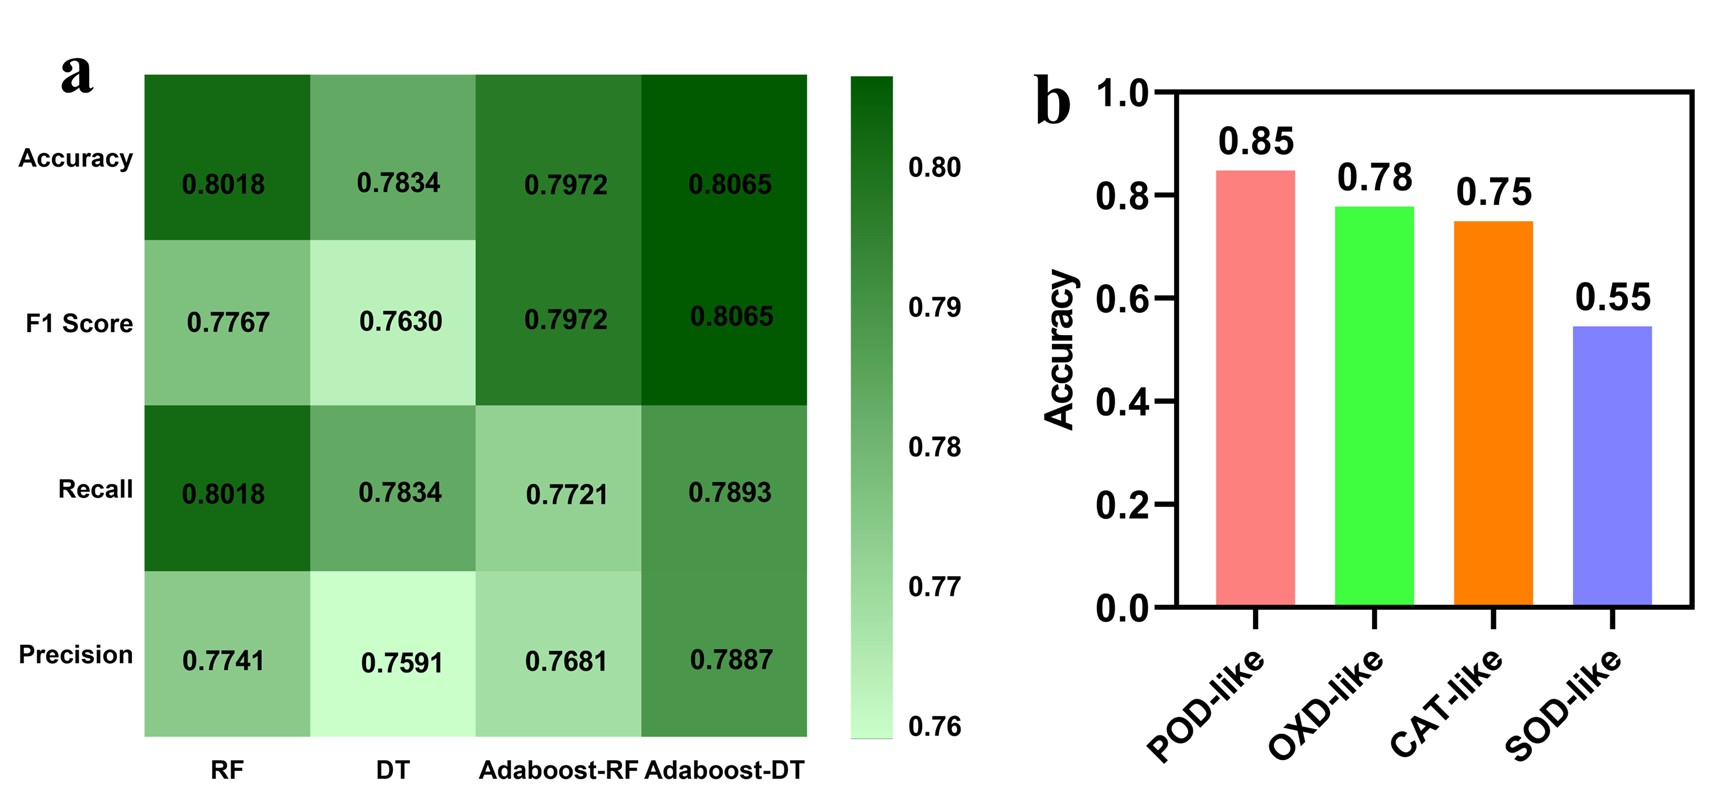 a
Accuracy 0.8018 0.7834 0.7972 0.8065
F1 Score 0.7767 0.7630 0.7972 0.8065
Recall 0.8018 0.7834 0.7721 0.7893
Precision 0.7741 0.7591 0.7681 0.7887
RF DT Adaboost-RF Adaboost-DT
0.80
0.79
0.78
0.77
0.76
b
Accuracy
1.0
0.8
0.6
0.4
0.2
0.0
0.85
0.78
0.75
0.55
POD-like
OXD-like
CAT-like
SOD-like